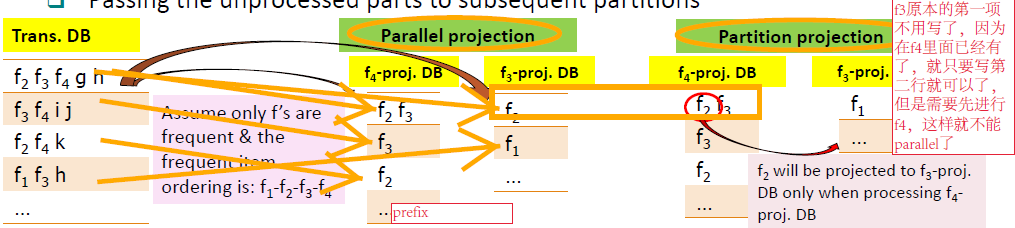 Passing the unprocessed parts to subsequent partitions
Trans. DB
f2 f3 f4 g h
f3 f4 i j
f2 f4 k
f1 f3 h
...
Assume only f's are
frequent & the
frequent item
ordering is: f1-f2-f3-f4
Parallel projection
f4-proj. DB
f2 f3
f3
f2
...
prefix
f3-proj. DB
f2
f1
...
Partition projection
f4-proj. DB
f2 f3
f3
f2
...
f3-proj.
f1
...
f2 will be projected to f3-proj.
DB only when processing f4-
proj. DB
f3原本的第一项
不用写了，因为
在f4里面已经有
了，就只要写第
二行就可以了，
但是需要先进行
f4，这样就不能
parallel了